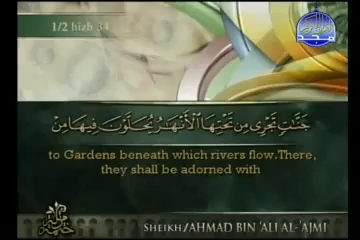 1/2 hizb 34
جَنَّٰتٍ تَجْرِى مِن تَحْتِهَا ٱلْأَنْهَٰرُ يُحَلَّوْنَ فِيهَا مِنْ
to Gardens beneath which rivers flow.There,
they shall be adorned with
SHEIKH/AHMAD BIN 'ALI AL-'AJMI